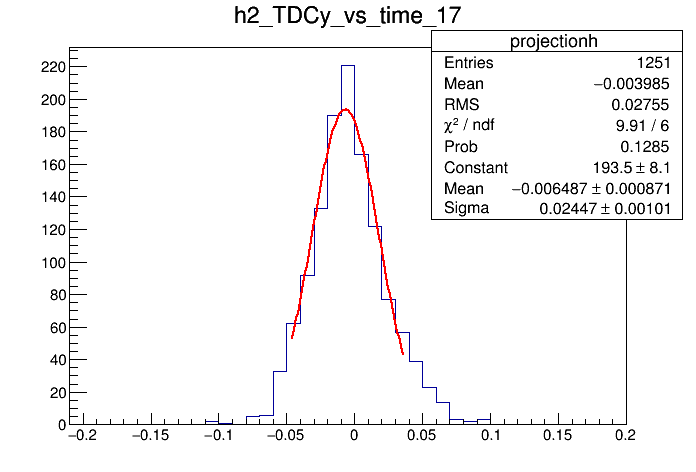 h2_TDCy_vs_time_17
projectionh
Entries 1251
Mean −0.003985
RMS 0.02755
χ² / ndf 9.91 / 6
Prob 0.1285
Constant 193.5 ± 8.1
Mean −0.006487 ± 0.000871
Sigma 0.02447 ± 0.00101
220
200
180
160
140
120
100
80
60
40
20
0
−0.2 −0.15 −0.1 −0.05 0 0.05 0.1 0.15 0.2